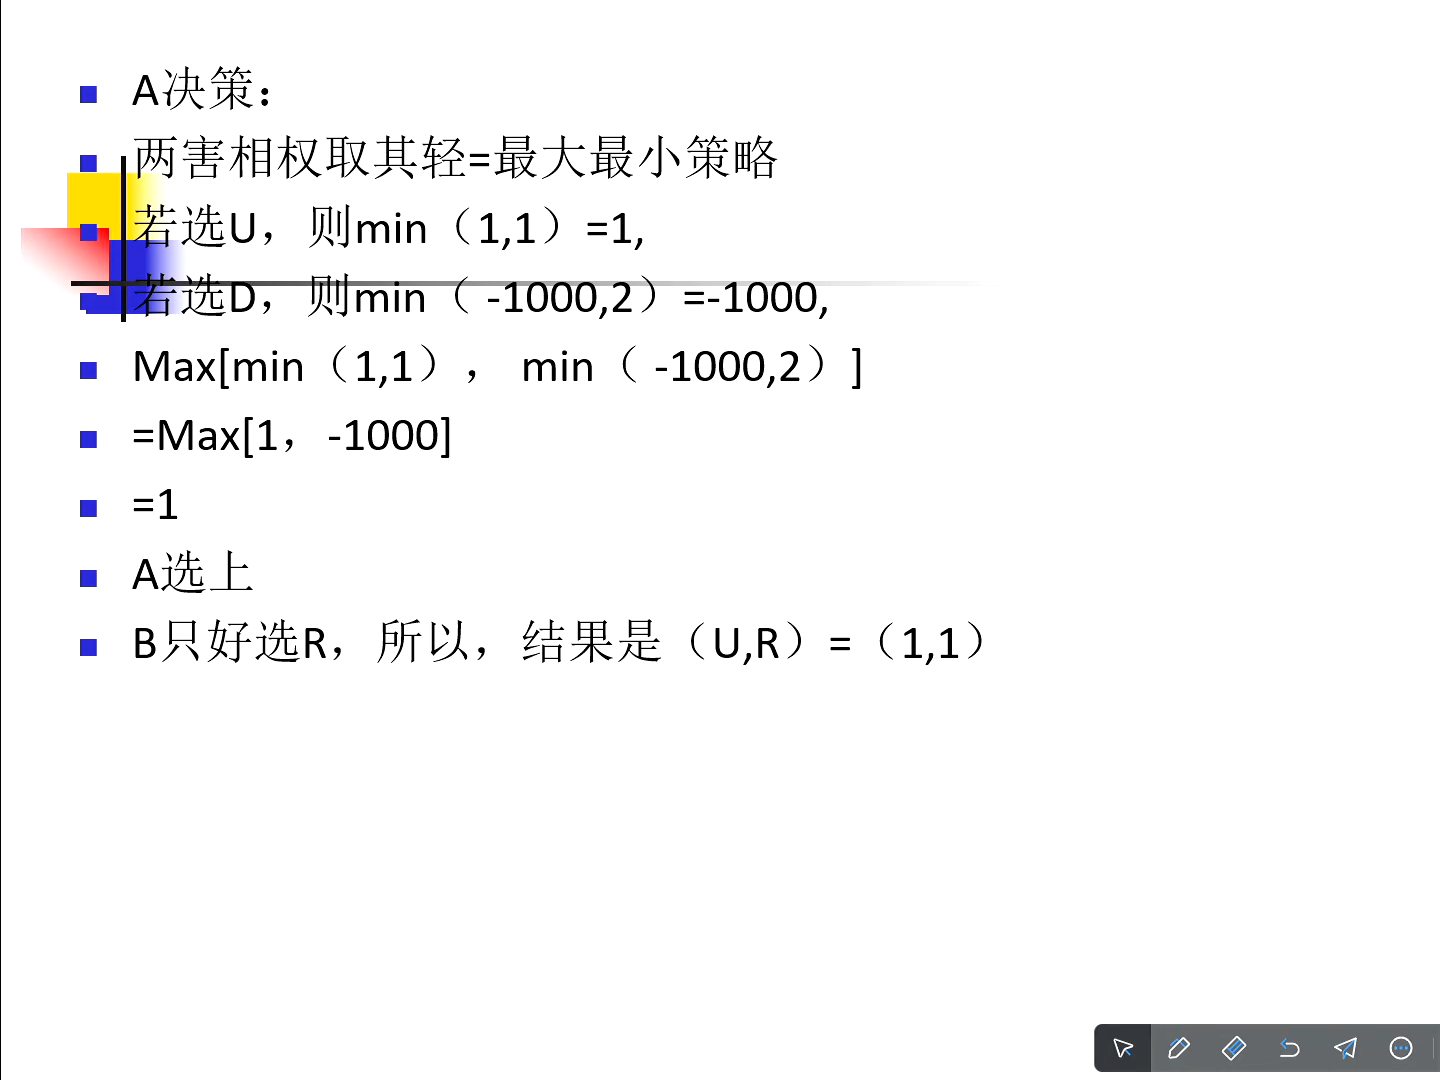 A决策：
两害相权取其轻=最大最小策略
若选U，则min（1,1）=1,
若选D，则min（ -1000,2）=-1000,
Max[min（1,1）， min（ -1000,2）]
=Max[1，-1000]
=1
A选上
B只好选R，所以，结果是（U,R）=（1,1）